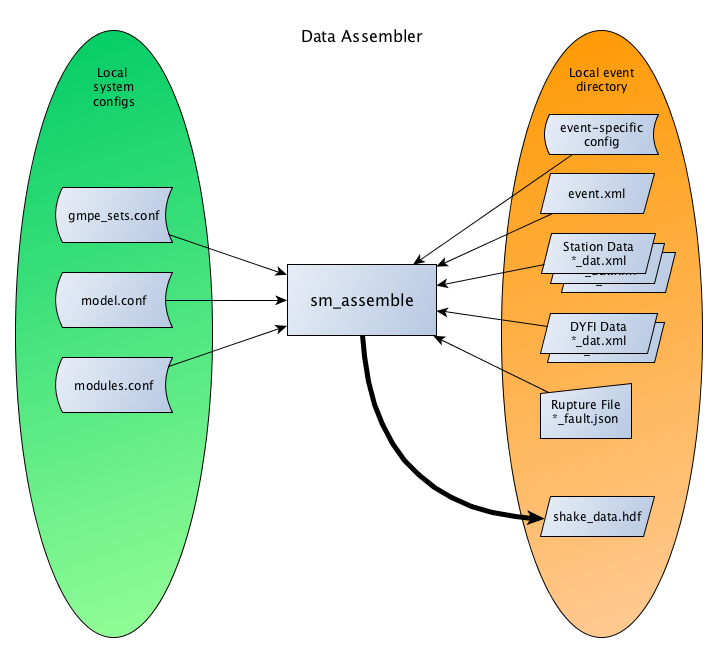 Data Assembler
Local
system
configs
gmpe_sets.conf
model.conf
modules.conf
sm_assemble
Local event
directory
event-specific
config
event.xml
Station Data
*_dat.xml
DYFI Data
*_dat.xml
Rupture File
*_fault.json
shake_data.hdf